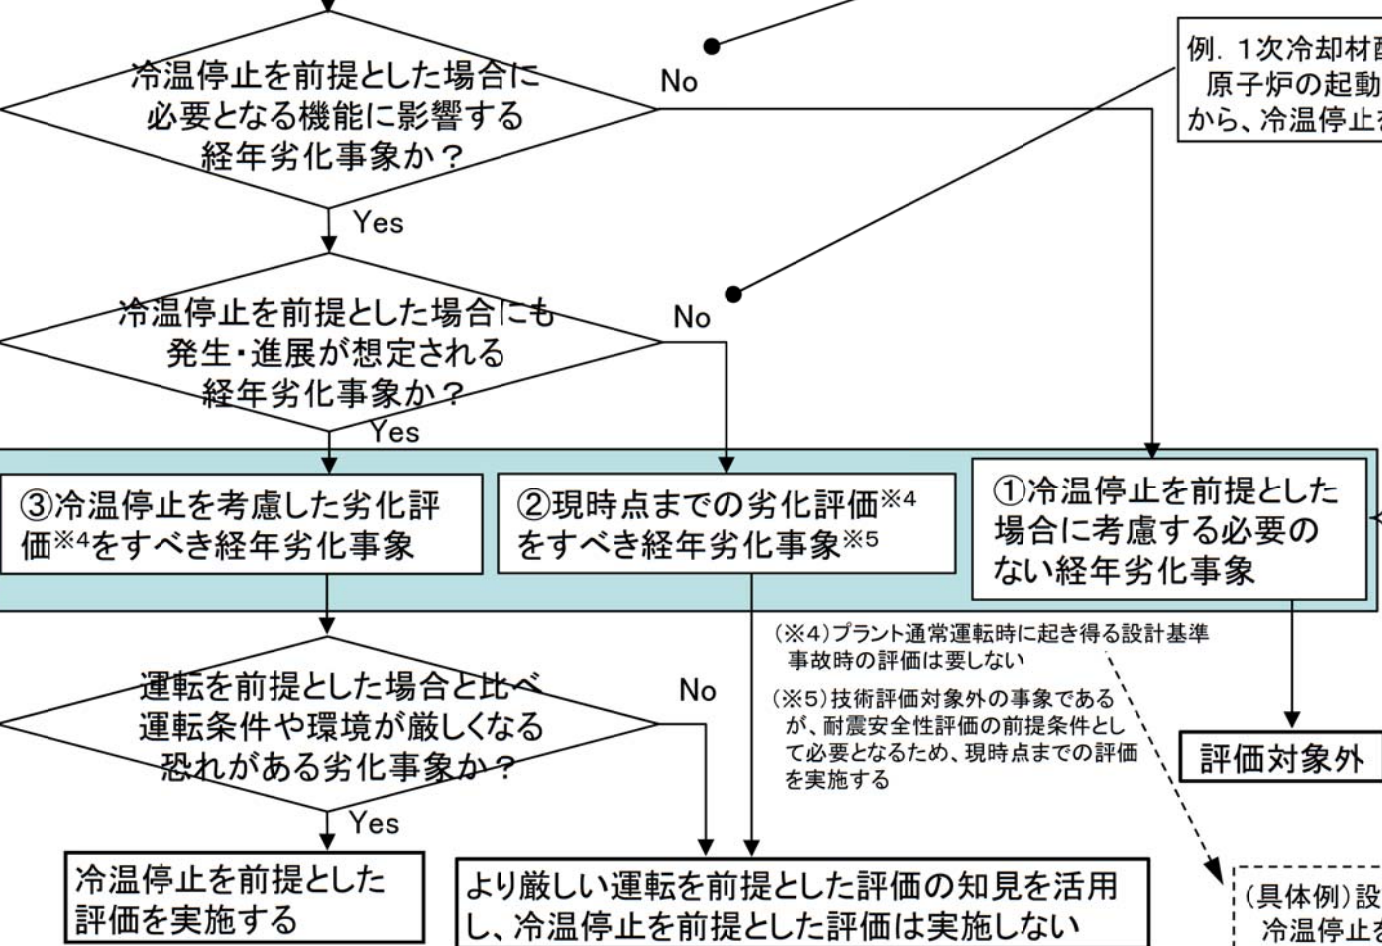 冷温停止を前提とした場合に
必要となる機能に影響する
経年劣化事象か？
No
例．１次冷却材
原子炉の起動
から、冷温停止
Yes
冷温停止を前提とした場合にも
発生・進展が想定される
経年劣化事象か？
No
Yes
③冷温停止を考慮した劣化評
価※4をすべき経年劣化事象
②現時点までの劣化評価※4
をすべき経年劣化事象※5
①冷温停止を前提とした
場合に考慮する必要の
ない経年劣化事象
(※4)プラント通常運転時に起き得る設計基準
事故時の評価は要しない
(※5)技術評価対象外の事象である
が、耐震安全性評価の前提条件とし
て必要となるため、現時点までの評価
を実施する
運転を前提とした場合と比べ
運転条件や環境が厳しくなる
恐れがある劣化事象か？
No
評価対象外
Yes
冷温停止を前提とした
評価を実施する
より厳しい運転を前提とした評価の知見を活用
し、冷温停止を前提とした評価は実施しない
(具体例)設
冷温停止